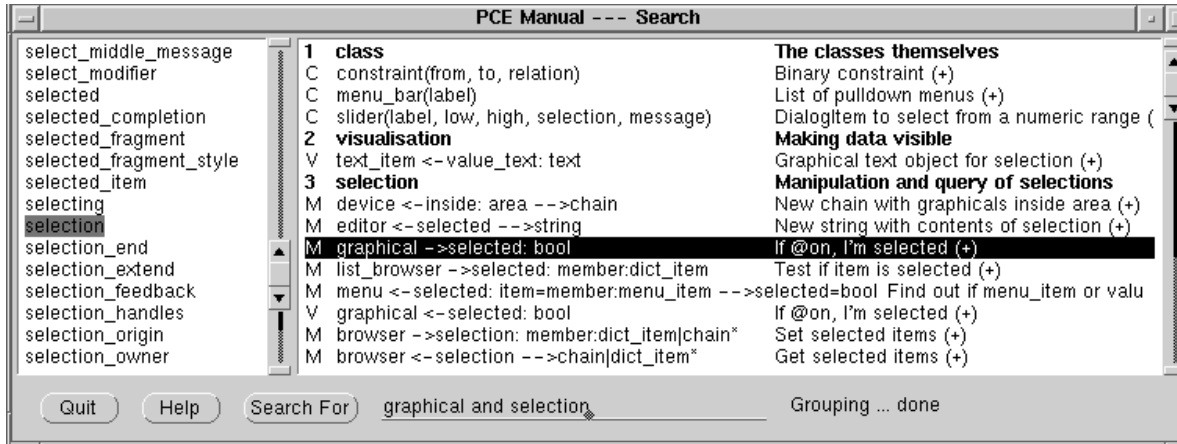 PCE Manual --- Search
select_middle_message
select_modifier
selected
selected_completion
selected_fragment
selected_fragment_style
selected_item
selecting
selection
selection_end
selection_extend
selection_feedback
selection_handles
selection_origin
selection_owner
1 class The classes themselves
C constraint(from, to, relation) Binary constraint (+)
C menu_bar(label) List of pulldown menus (+)
C slider(label, low, high, selection, message) DialogItem to select from a numeric range (
2 visualisation Making data visible
V text_item <-value_text: text Graphical text object for selection (+)
3 selection Manipulation and query of selections
M device <-inside: area -->chain New chain with graphicals inside area (+)
M editor <-selected -->string New string with contents of selection (+)
M graphical ->selected: bool If @on, I'm selected (+)
M list_browser ->selected: member:dict_item Test if item is selected (+)
M menu <-selected: item=member:menu_item -->selected=bool Find out if menu_item or valu
V graphical <-selected: bool If @on, I'm selected (+)
M browser ->selection: member:dict_item|chain* Set selected items (+)
M browser <-selection -->chain|dict_item* Get selected items (+)
Quit Help Search For graphical and selection Grouping ... done